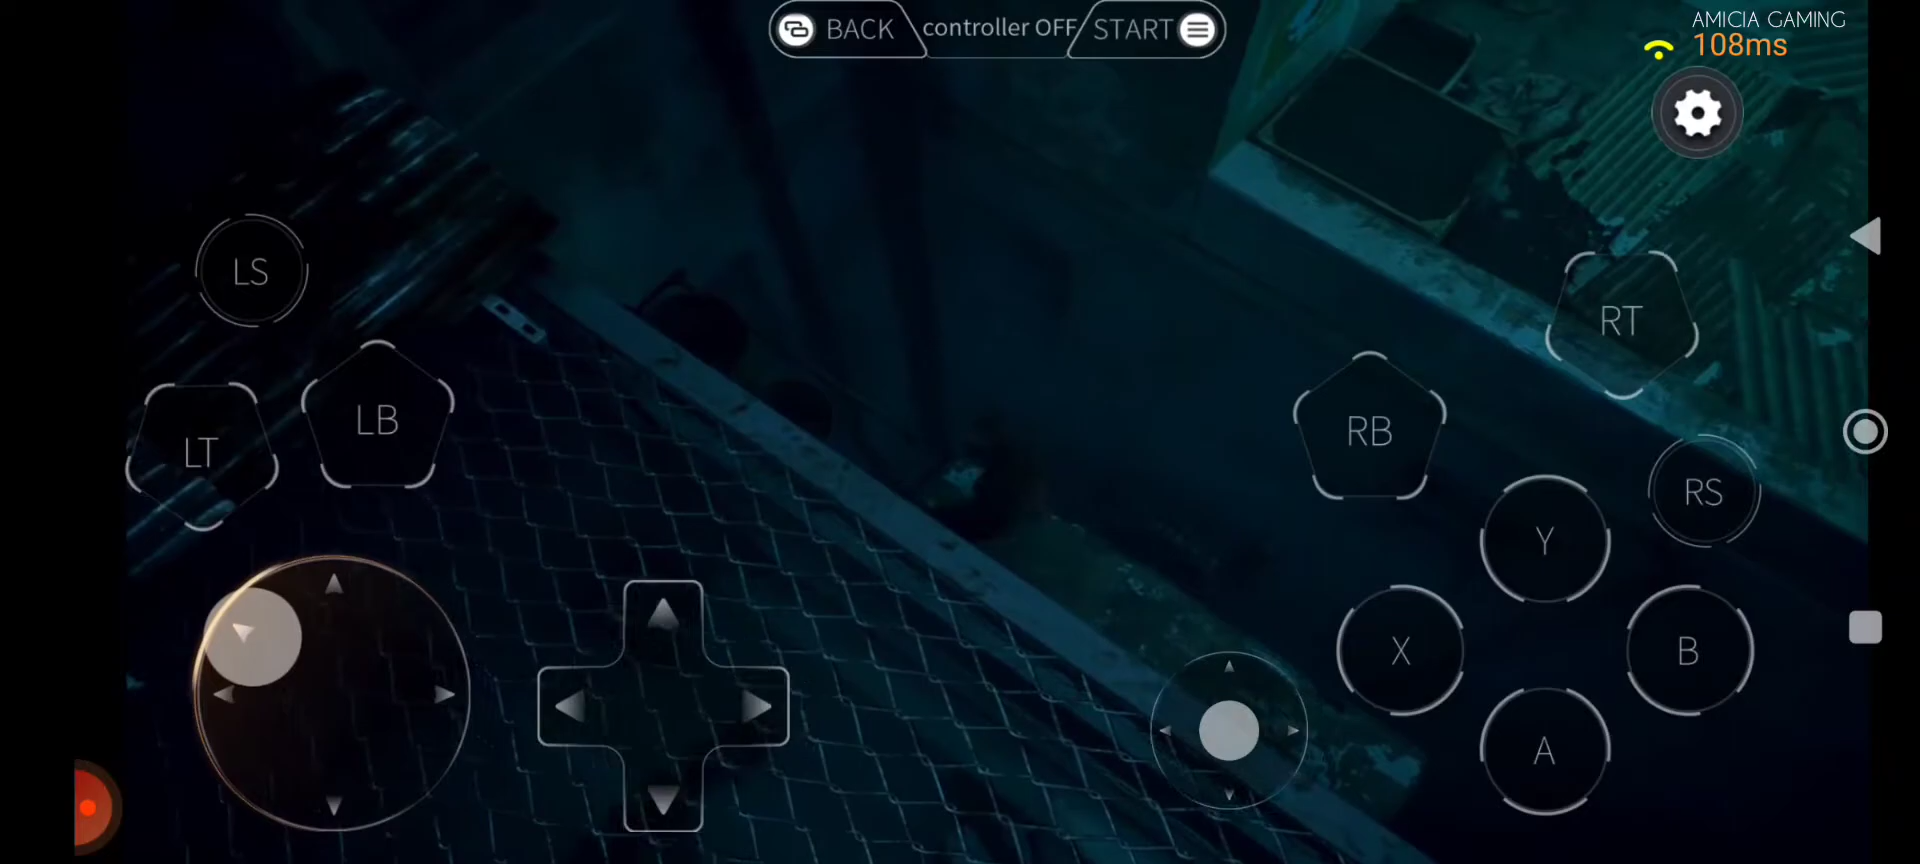 BACK
controller OFF
START
AMICIA GAMING
108ms
LS
RT
LB
LT
RB
RS
Y
X
B
A